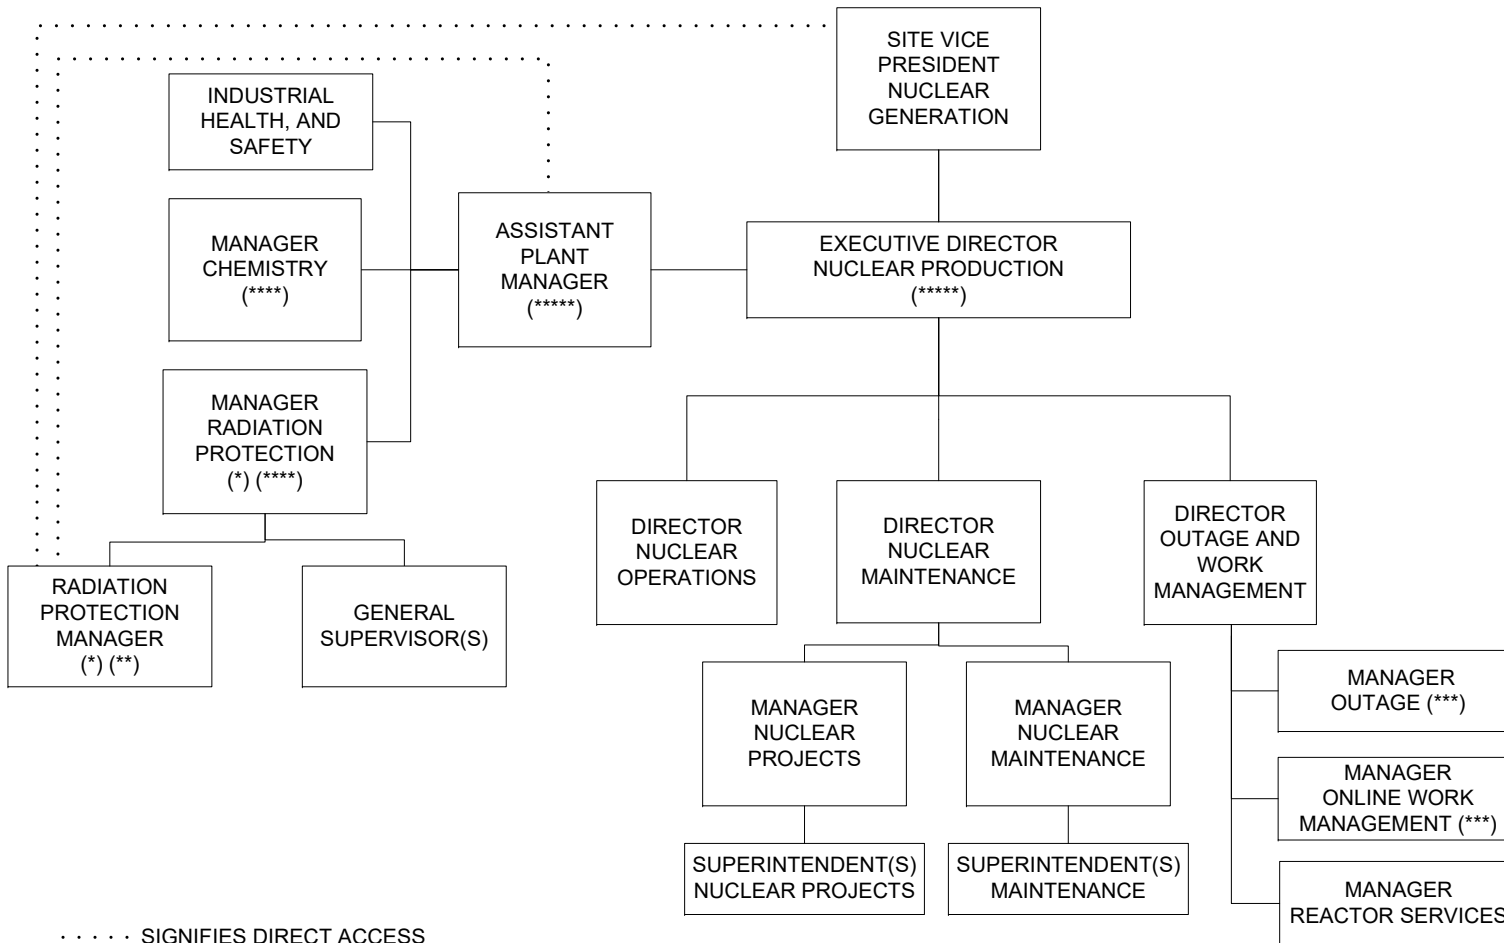 SITE VICE
PRESIDENT
NUCLEAR
GENERATION
INDUSTRIAL
HEALTH, AND
SAFETY
MANAGER
CHEMISTRY
(****)
ASSISTANT
PLANT
MANAGER
(*****)
EXECUTIVE DIRECTOR
NUCLEAR PRODUCTION
(*****)
MANAGER
RADIATION
PROTECTION
(*) (****)
RADIATION
PROTECTION
MANAGER
(*) (**)
GENERAL
SUPERVISOR(S)
DIRECTOR
NUCLEAR
OPERATIONS
DIRECTOR
NUCLEAR
MAINTENANCE
DIRECTOR
OUTAGE AND
WORK
MANAGEMENT
MANAGER
NUCLEAR
PROJECTS
MANAGER
NUCLEAR
MAINTENANCE
MANAGER
OUTAGE (***)
MANAGER
ONLINE WORK
MANAGEMENT (***)
SUPERINTENDENT(S)
NUCLEAR PROJECTS
SUPERINTENDENT(S)
MAINTENANCE
MANAGER
REACTOR SERVICES
· · · · · SIGNIFIES DIRECT ACCESS